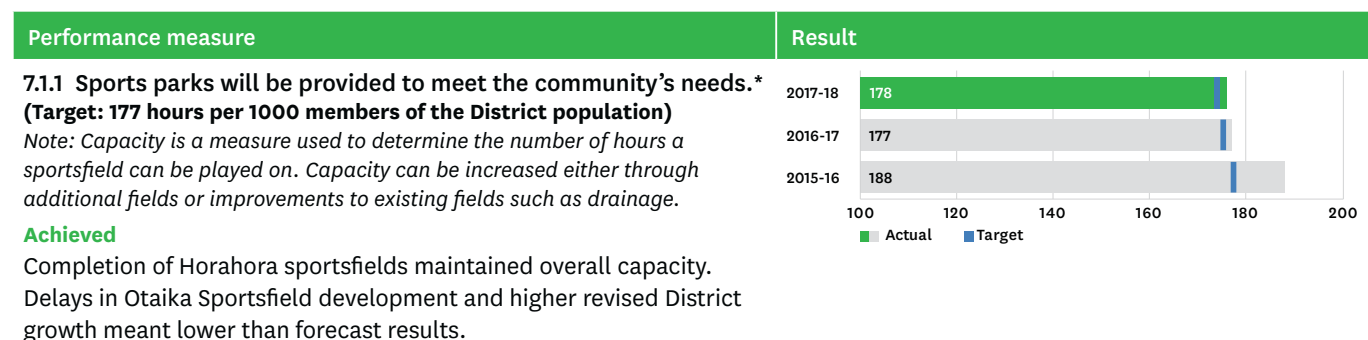 Performance measure
Result
7.1.1 Sports parks will be provided to meet the community's needs.*
(Target: 177 hours per 1000 members of the District population)
Note: Capacity is a measure used to determine the number of hours a
sportsfield can be played on. Capacity can be increased either through
additional fields or improvements to existing fields such as drainage.
Achieved
Completion of Horahora sportsfields maintained overall capacity.
Delays in Otaika Sportsfield development and higher revised District
growth meant lower than forecast results.
2017-18 178
2016-17 177
2015-16 188
100 120 140 160 180 200
Actual Target